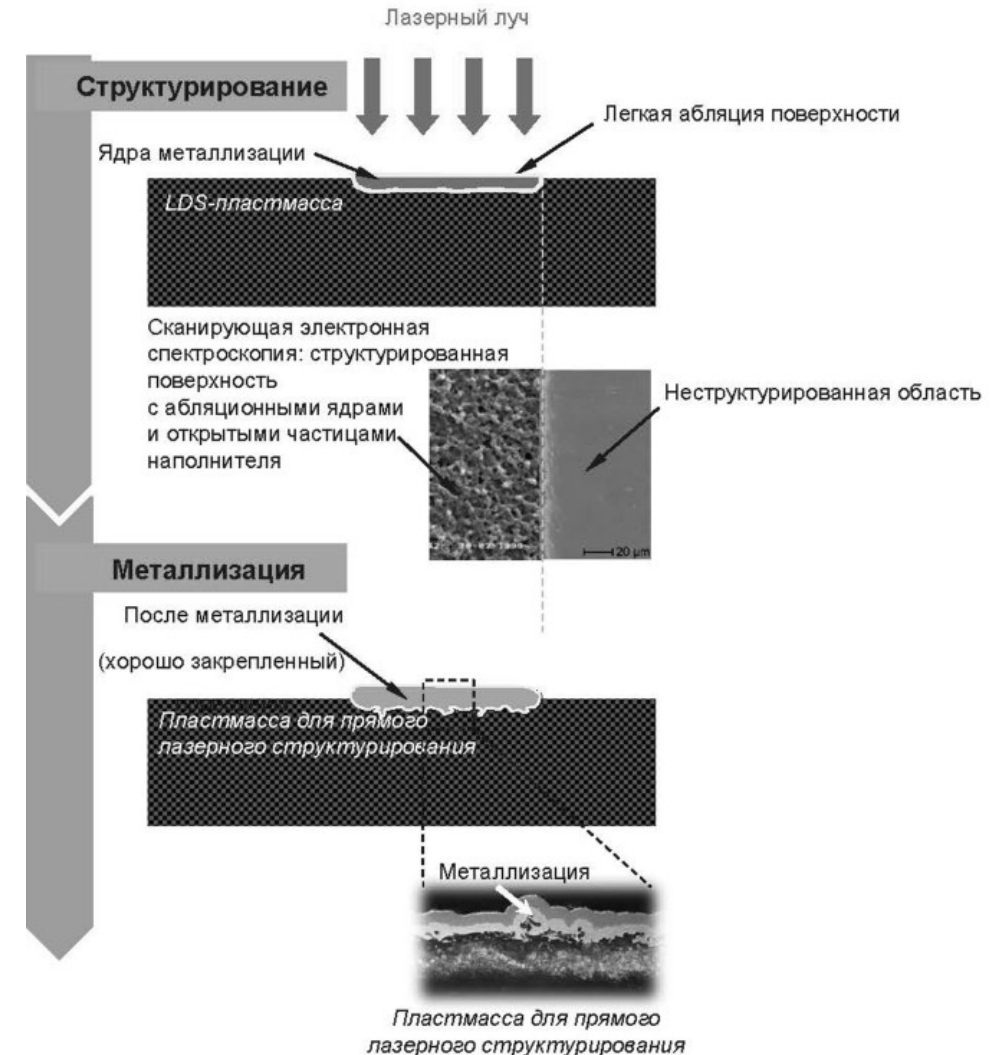 Лазерный луч
Структурирование
Легкая абляция поверхности
Ядра металлизации
LDS-пластмасса
Сканирующая электронная
спектроскопия: структурированная
поверхность
с абляционными ядрами
и открытыми частицами
наполнителя
Неструктурированная область
20 µm
Металлизация
После металлизации
(хорошо закрепленный)
Пластмасса для прямого
лазерного структурирования
Металлизация
Пластмасса для прямого
лазерного структурирования